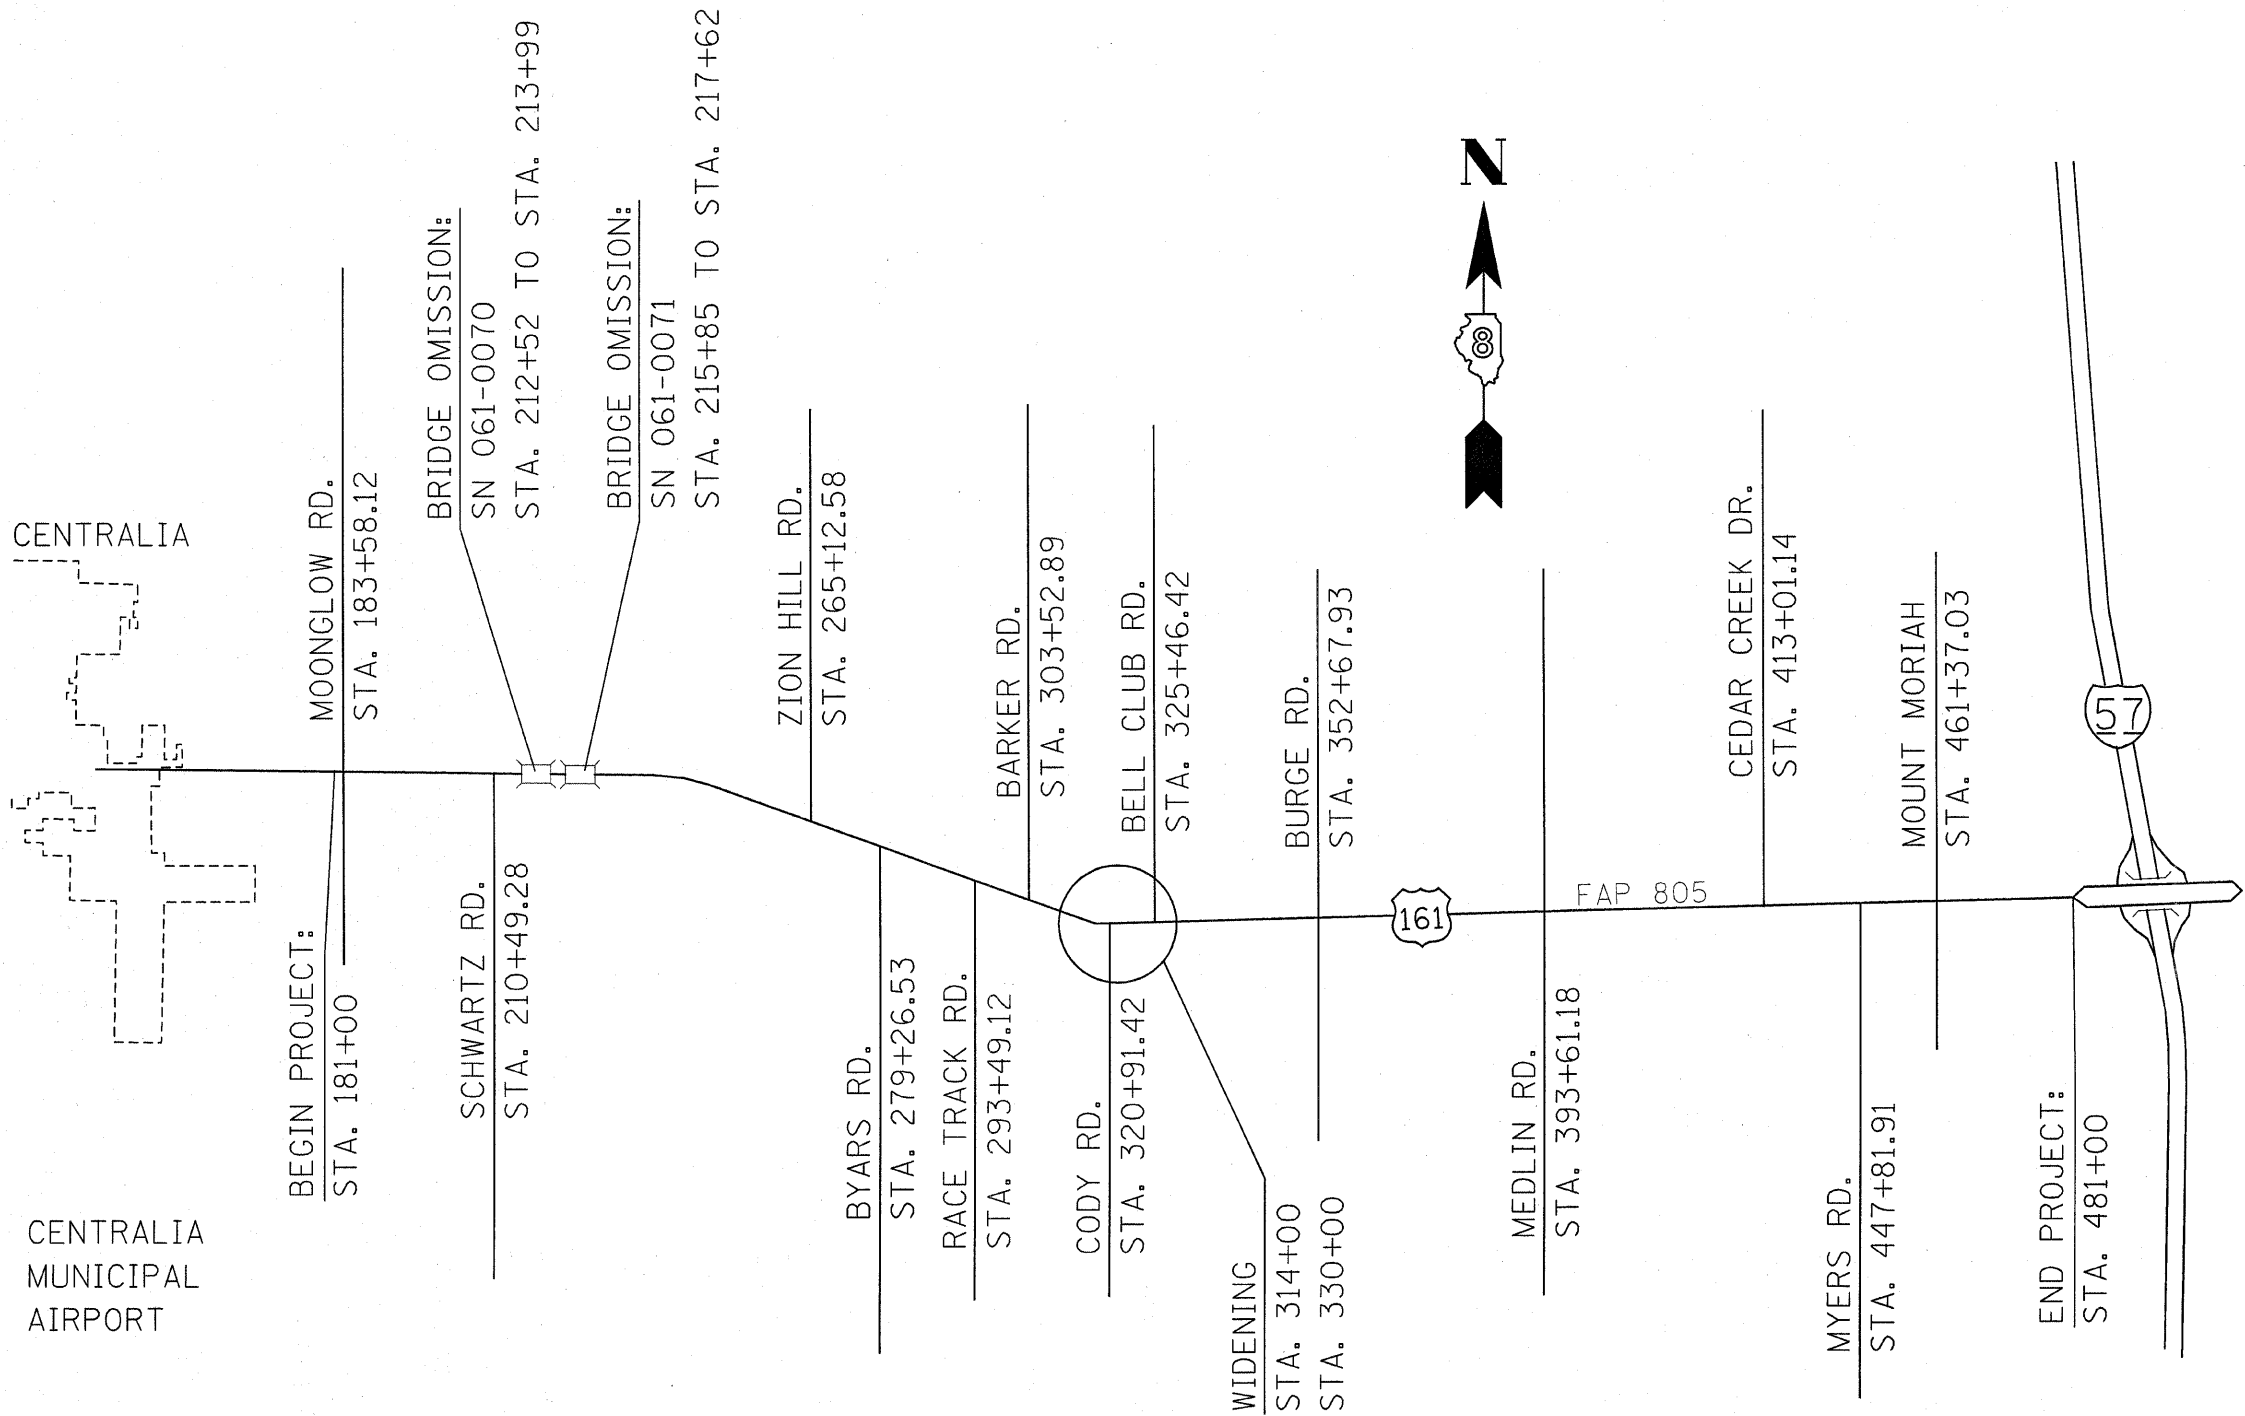 CENTRALIA
MOONGLOW RD.
STA. 183+58.12
BRIDGE OMISSION:
SN 061-0070
STA. 212+52 TO STA. 213+99
BRIDGE OMISSION:
SN 061-0071
STA. 215+85 TO STA. 217+62
ZION HILL RD.
STA. 265+12.58
BARKER RD.
STA. 303+52.89
BELL CLUB RD.
STA. 325+46.42
BURGE RD.
STA. 352+67.93
N
8
CEDAR CREEK DR.
STA. 413+01.14
MOUNT MORIAH
STA. 461+37.03
57
161
FAP 805
CENTRALIA
MUNICIPAL
AIRPORT
BEGIN PROJECT:
STA. 181+00
SCHWARTZ RD.
STA. 210+49.28
BYARS RD.
STA. 279+26.53
RACE TRACK RD.
STA. 293+49.12
CODY RD.
STA. 320+91.42
WIDENING
STA. 314+00
STA. 330+00
MEDLIN RD.
STA. 393+61.18
MYERS RD.
STA. 447+81.91
END PROJECT:
STA. 481+00